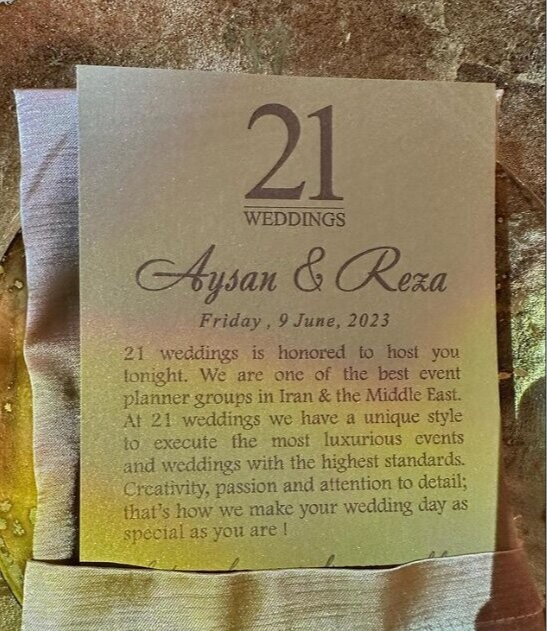 21
WEDDINGS
Aysan & Reza
Friday , 9 June, 2023
21 weddings is honored to host you
tonight. We are one of the best event
planner groups in Iran & the Middle East.
At 21 weddings we have a unique style
to execute the most luxurious events
and weddings with the highest standards.
Creativity, passion and attention to detail;
that's how we make your wedding day as
special as you are !